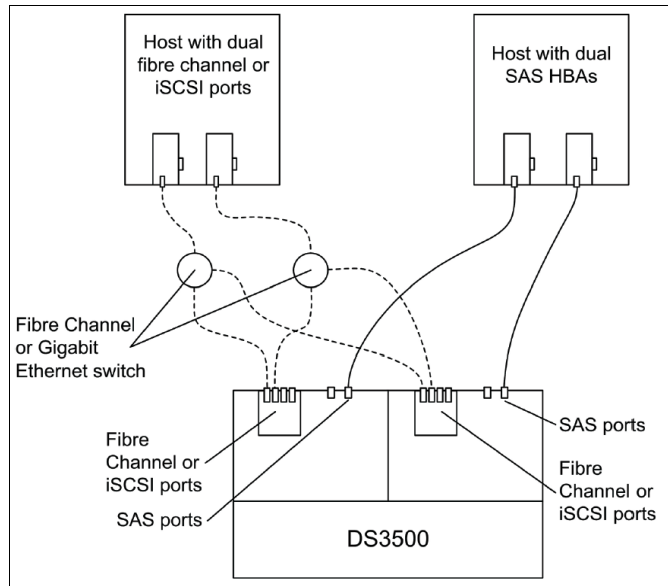 Host with dual
fibre channel or
iSCSI ports
Host with dual
SAS HBAs
Fibre Channel
or Gigabit
Ethernet switch
Fibre
Channel or
iSCSI ports
SAS ports
SAS ports
Fibre
Channel or
iSCSI ports
DS3500